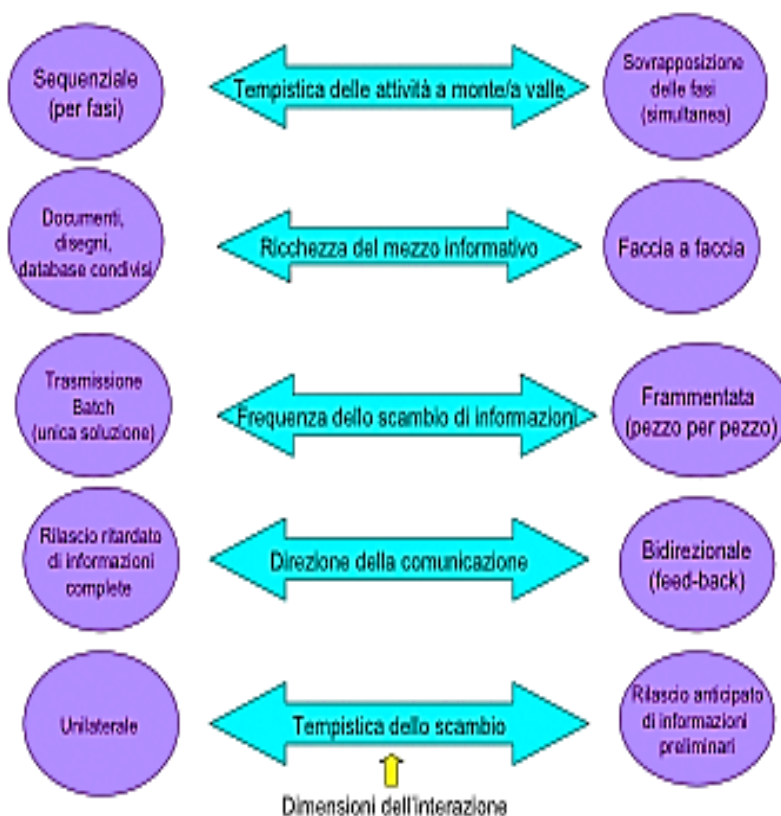 Sequenziale
(per fasi)
Tempistica delle attività a monte/a valle
Sovrapposizione
delle fasi
(simultanea)
Documenti,
disegni,
database condivisi
Ricchezza del mezzo informativo
Faccia a faccia
Trasmissione
Batch
(unica soluzione)
Frequenza dello scambio di informazioni
Frammentata
(pezzo per pezzo)
Rilascio ritardato
di informazioni
complete
Direzione della comunicazione
Bidirezionale
(feed-back)
Unilaterale
Tempistica dello scambio
Rilascio anticipato
di informazioni
preliminari
Dimensioni dell'interazione